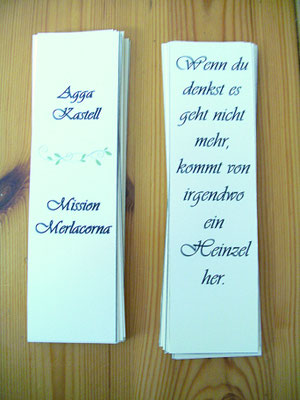 Agga
Kastell
Mission
Merlacorna
Wenn du
denkst es
geht nicht
mehr,
kommt von
irgendwo
ein
Heinzel
her.